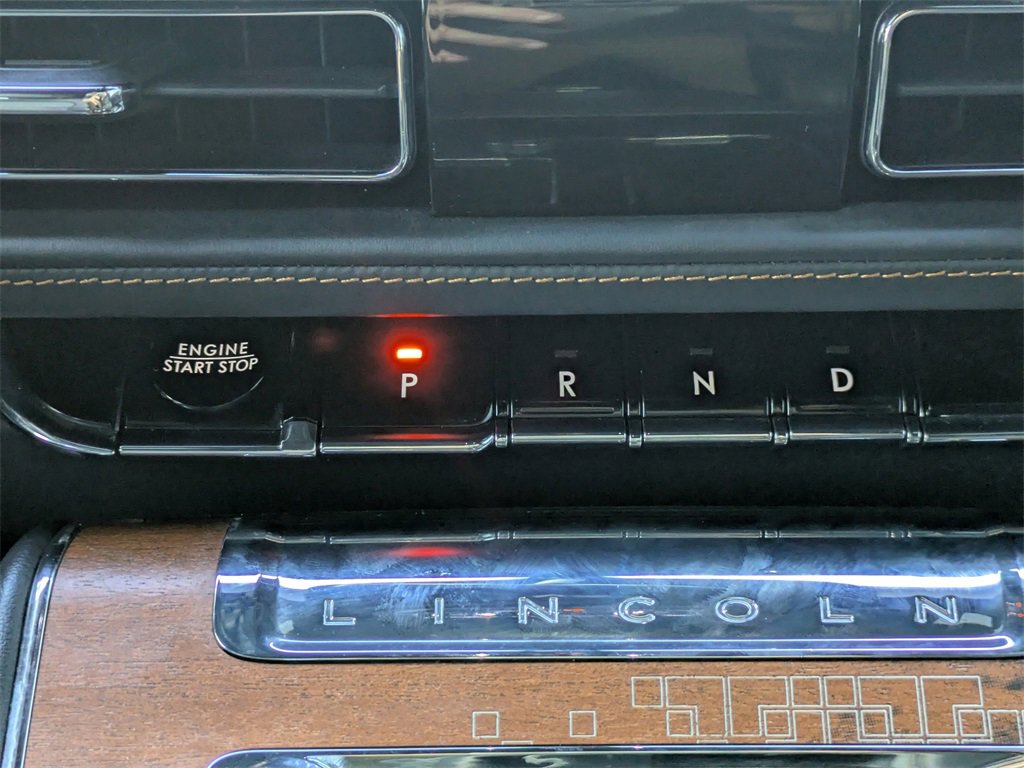 ENGINE
START STOP
P R N D
LINCOLN